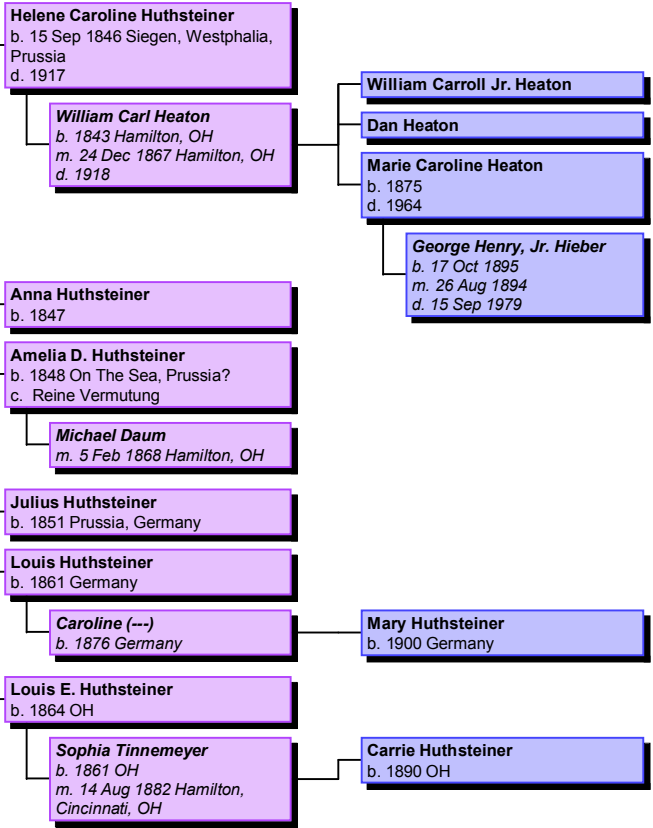 Helene Caroline Huthsteiner
b. 15 Sep 1846 Siegen, Westphalia,
Prussia
d. 1917
William Carl Heaton
b. 1843 Hamilton, OH
m. 24 Dec 1867 Hamilton, OH
d. 1918
William Carroll Jr. Heaton
Dan Heaton
Marie Caroline Heaton
b. 1875
d. 1964
George Henry, Jr. Hieber
b. 17 Oct 1895
m. 26 Aug 1894
d. 15 Sep 1979
Anna Huthsteiner
b. 1847
Amelia D. Huthsteiner
b. 1848 On The Sea, Prussia?
c. Reine Vermutung
Michael Daum
m. 5 Feb 1868 Hamilton, OH
Julius Huthsteiner
b. 1851 Prussia, Germany
Louis Huthsteiner
b. 1861 Germany
Caroline (---)
b. 1876 Germany
Mary Huthsteiner
b. 1900 Germany
Louis E. Huthsteiner
b. 1864 OH
Sophia Tinnemeyer
b. 1861 OH
m. 14 Aug 1882 Hamilton,
Cincinnati, OH
Carrie Huthsteiner
b. 1890 OH